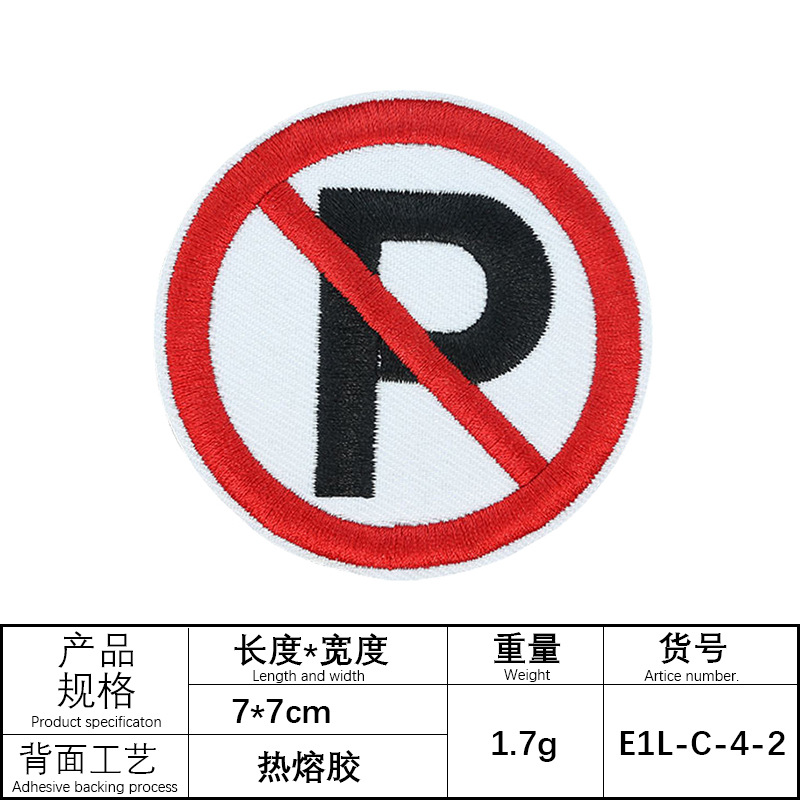 P
产品
规格
Product specificaton
长度*宽度
Length and width
重量
Weight
货号
Artice number.
7*7cm
1.7g
E1L-C-4-2
背面工艺
Adhesive backing process
热熔胶